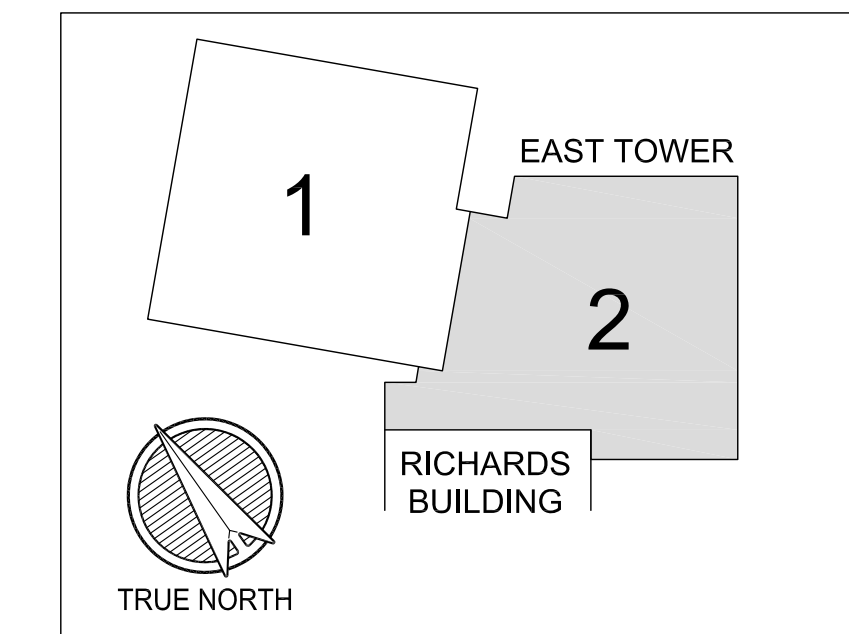 EAST TOWER
1
2
RICHARDS
BUILDING
TRUE NORTH